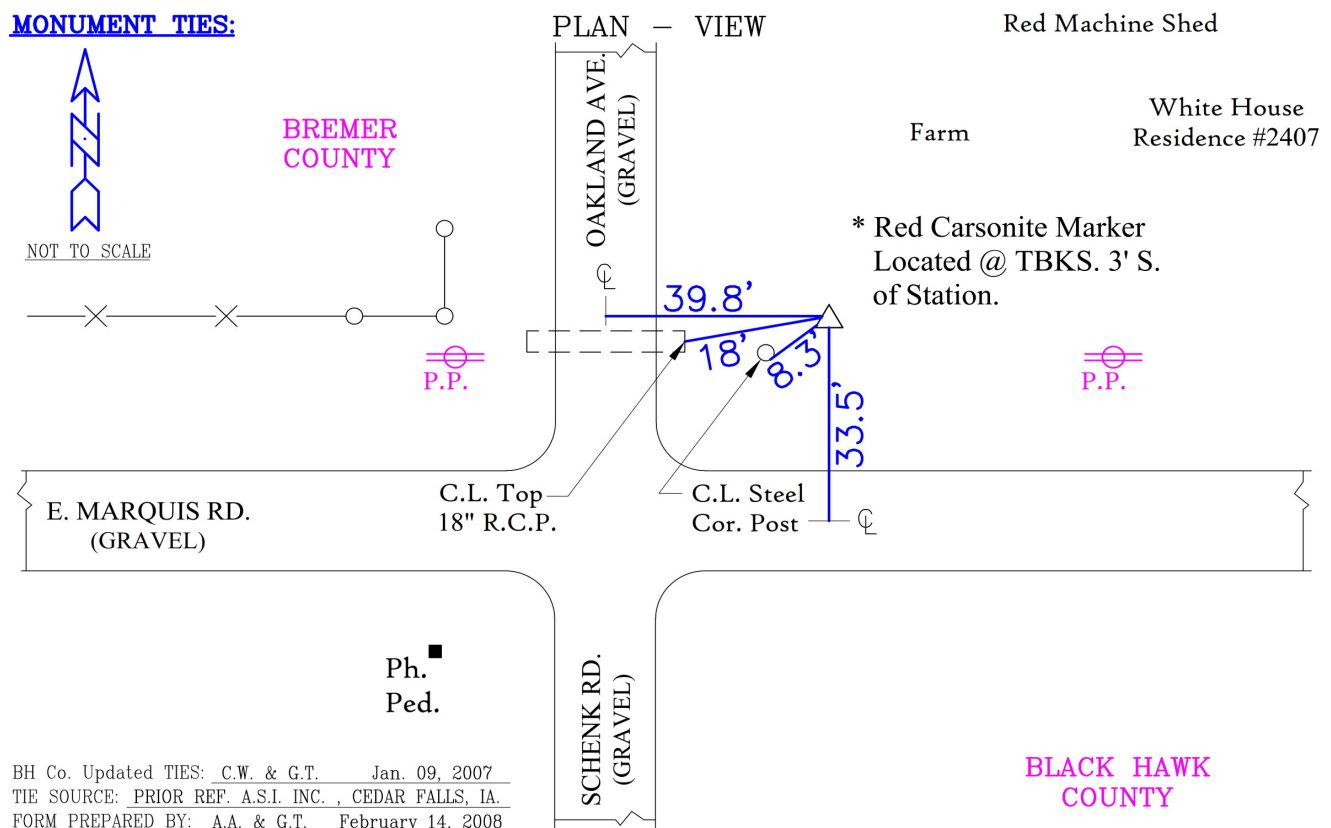 MONUMENT TIES:
PLAN - VIEW
Red Machine Shed
BREMER
COUNTY
OAKLAND AVE.
(GRAVEL)
Farm
White House
Residence #2407
N
NOT TO SCALE
* Red Carsonite Marker
Located @ TBKS. 3' S.
of Station.
℄
39.8'
18'
8.3'
33.5'
P.P.
P.P.
C.L. Top
18" R.C.P.
C.L. Steel
Cor. Post
℄
E. MARQUIS RD.
(GRAVEL)
Ph.
Ped.
SCHENK RD.
(GRAVEL)
BLACK HAWK
COUNTY
BH Co. Updated TIES: C.W. & G.T. Jan. 09, 2007
TIE SOURCE: PRIOR REF. A.S.I. INC. , CEDAR FALLS, IA.
FORM PREPARED BY: A.A. & G.T. February 14, 2008